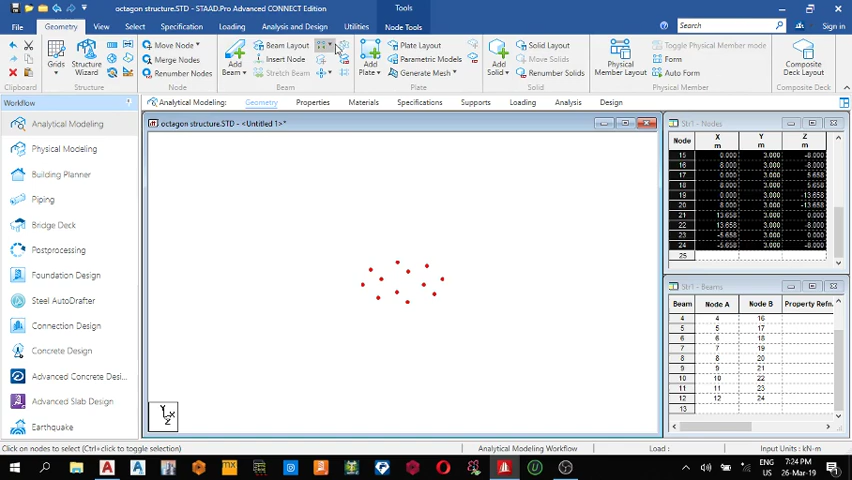 octagon structure.STD - STAAD.Pro Advanced CONNECT Edition
Tools
File Geometry View Select Specification Loading Analysis and Design Utilities Node Tools
Search
Sign in
Grids
Structure Wizard
Structure
Move Node
Merge Nodes
Renumber Nodes
Node
Add Beam
Beam Layout
Insert Node
Stretch Beam
Beam
Add Plate
Plate Layout
Parametric Models
Generate Mesh
Plate
Add Solid
Solid Layout
Move Solids
Renumber Solids
Solid
Physical Member Layout
Toggle Physical Member mode
Form
Auto Form
Physical Member
Composite Deck Layout
Composite Deck
Workflow
Analytical Modeling: Geometry Properties Materials Specifications Supports Loading Analysis Design
Analytical Modeling
Physical Modeling
Building Planner
Piping
Bridge Deck
Postprocessing
Foundation Design
Steel AutoDrafter
Connection Design
Concrete Design
Advanced Concrete Desi...
Advanced Slab Design
Earthquake
octagon structure.STD - <Untitled 1>*
Y
X
Z
Str1 - Nodes
Node X m Y m Z m
15 0.000 3.000 -8.000
16 8.000 3.000 -8.000
17 0.000 3.000 5.658
18 8.000 3.000 5.658
19 0.000 3.000 -13.658
20 8.000 3.000 -13.658
21 13.658 3.000 0.000
22 13.658 3.000 -8.000
23 -5.658 3.000 0.000
24 -5.658 3.000 -8.000
25
Str1 - Beams
Beam Node A Node B Property Refn.
4 4 16
5 5 17
6 6 18
7 7 19
8 8 20
9 9 21
10 10 22
11 11 23
12 12 24
13
Click on nodes to select (Ctrl+click to toggle selection)
Analytical Modeling Workflow
Load :
Input Units: kN-m
ENG
US
7:24 PM
26-Mar-19